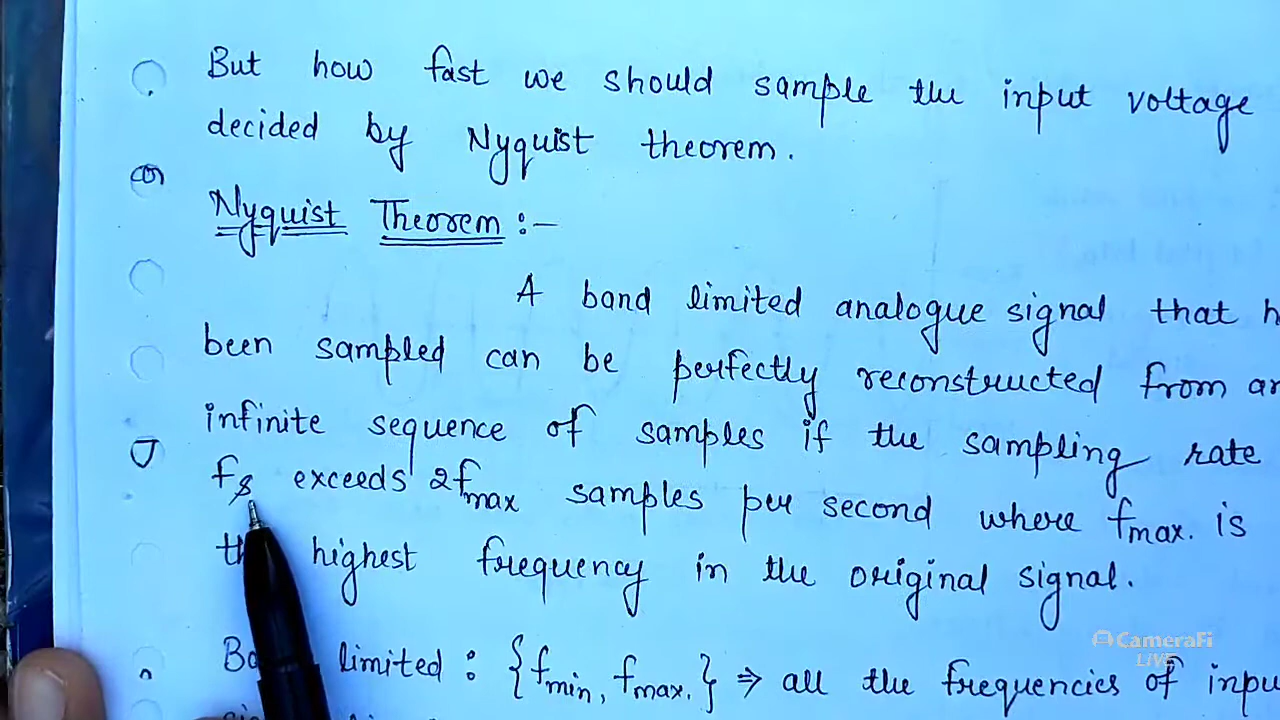 But how fast we should sample the input voltage
decided by Nyquist theorem.
Nyquist Theorem :-
A band limited analogue signal that
been sampled can be perfectly reconstructed from
infinite sequence of samples if the sampling rate
fs exceeds 2fmax samples per second where fmax. is
highest frequency in the original signal.
limited : {fmin, fmax.} ⇒ all the frequencies of
CameraFi
LIVE